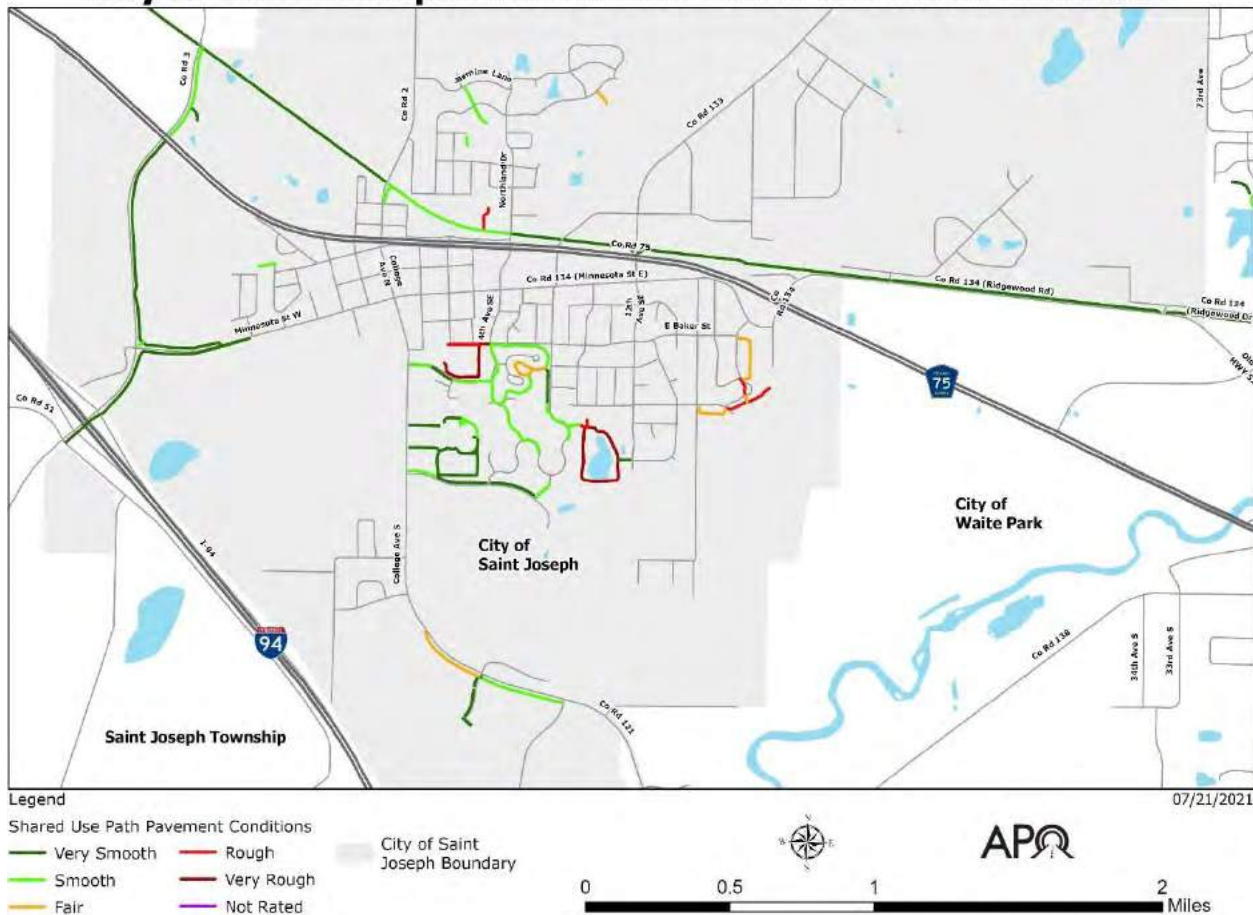 Co Rd 3
Co Rd 2
Jasmine Lane
Northland Dr
Co Rd 133
73rd Ave
Co Rd 75
Co Rd 134 (Minnesota St E)
Co Rd 134 (Ridgewood Rd)
Co Rd 134
(Ridgewood
College
Ave N
Minnesota St W
4th Ave SE
12th
Ave SE
E Baker St
Co
Rd 134
75
Co Rd 51
I-94
94
College Ave S
City of
Saint Joseph
City of
Waite Park
Saint Joseph Township
Co Rd 121
Co Rd 138
34th Ave S
33rd Ave S
Legend
07/21/2021
Shared Use Path Pavement Conditions
Very Smooth
Smooth
Fair
Rough
Very Rough
Not Rated
City of Saint
Joseph Boundary
N
E
S
W
APO
0 0.5 1 2
Miles